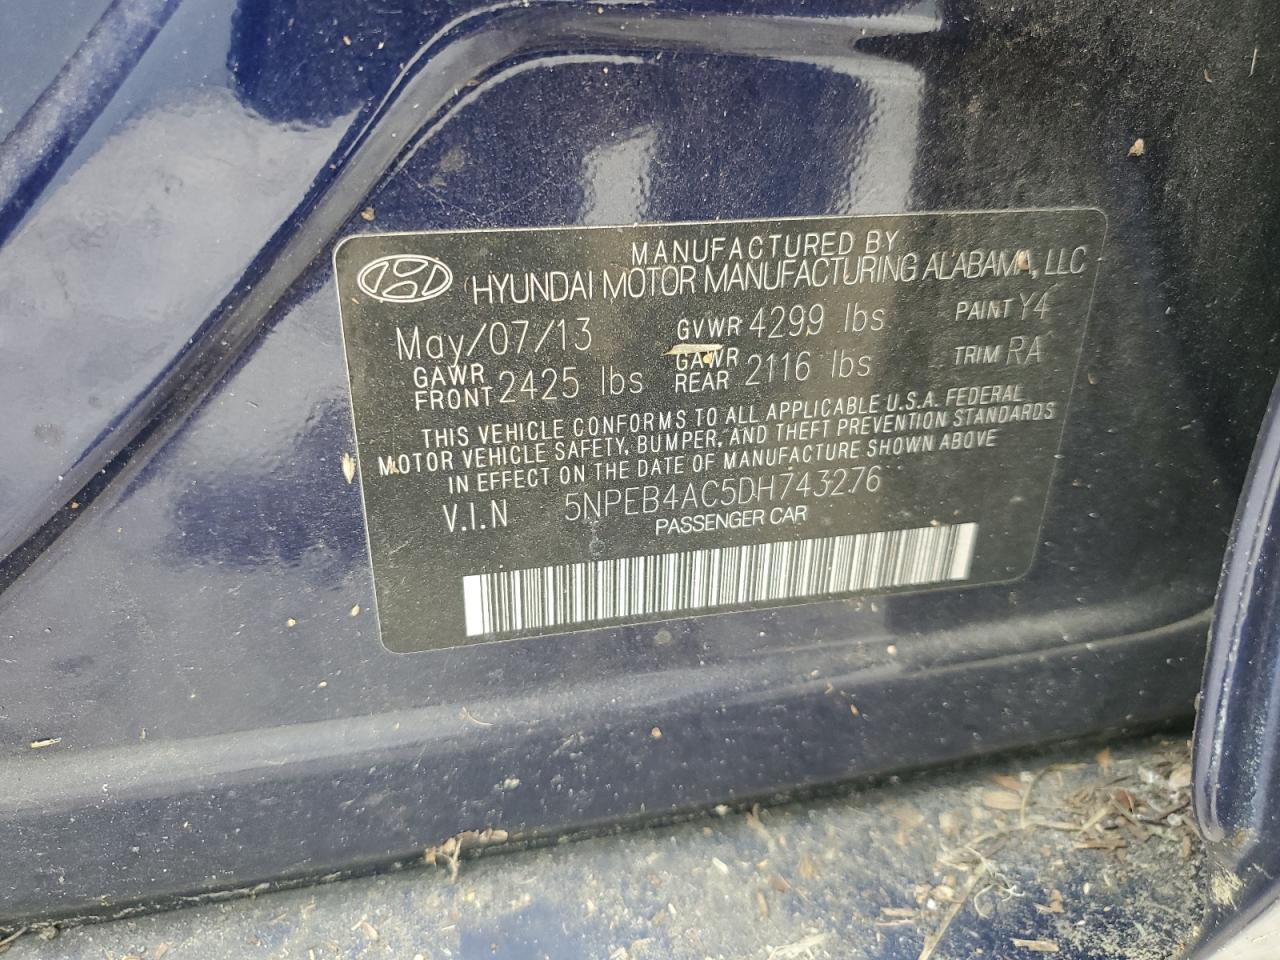 MANUFACTURED BY
HYUNDAI MOTOR MANUFACTURING ALABAMA, LLC
May/07/13 GVWR 4299 lbs PAINT Y4
GAWR FRONT 2425 lbs GAWR REAR 2116 lbs TRIM RA
THIS VEHICLE CONFORMS TO ALL APPLICABLE U.S.A. FEDERAL
MOTOR VEHICLE SAFETY, BUMPER, AND THEFT PREVENTION STANDARDS
IN EFFECT ON THE DATE OF MANUFACTURE SHOWN ABOVE
V.I.N 5NPEB4AC5DH743276
PASSENGER CAR